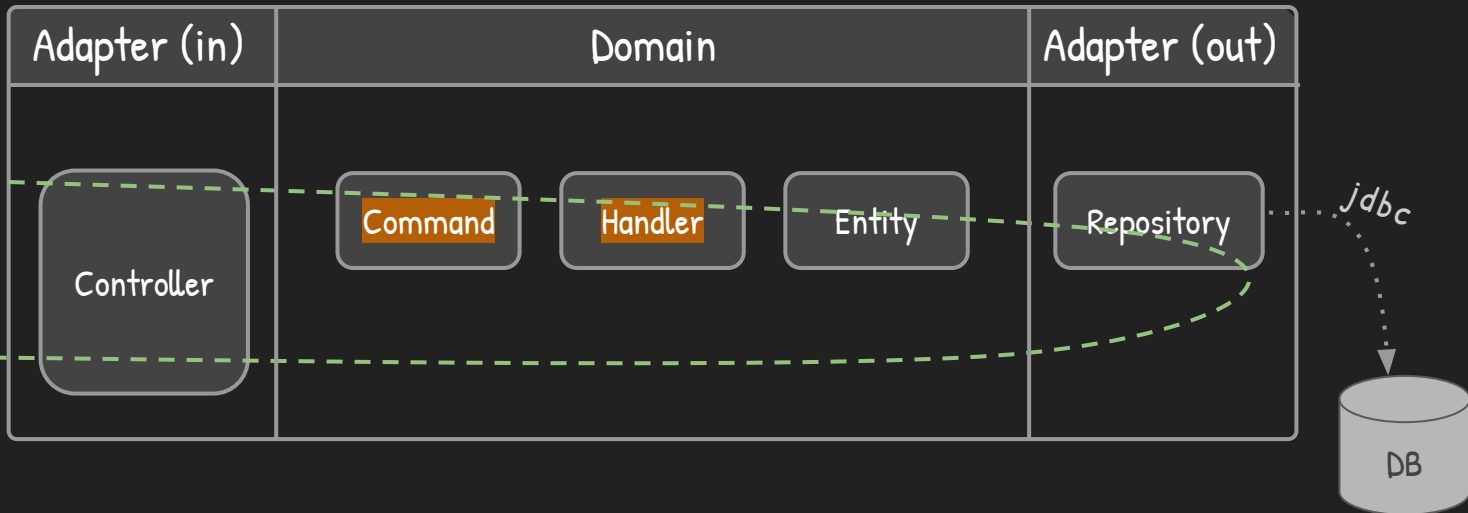 Adapter (in)
Domain
Adapter (out)
Controller
Command
Handler
Entity
Repository
jdbc
DB